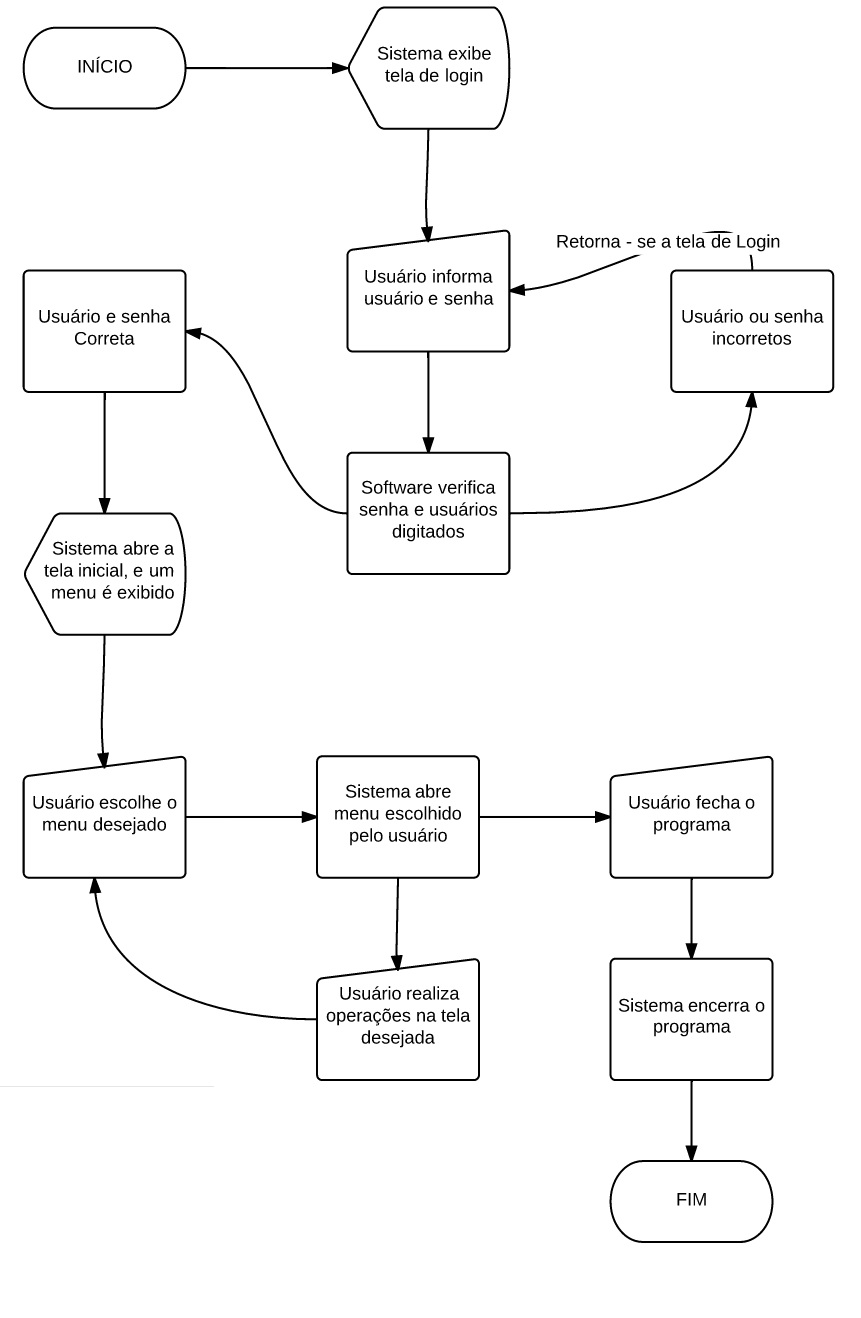 INÍCIO
Sistema exibe
tela de login
Retorna - se a tela de Login
Usuário informa
usuário e senha
Usuário e senha
Correta
Usuário ou senha
incorretos
Software verifica
senha e usuários
digitados
Sistema abre a
tela inicial, e um
menu é exibido
Usuário escolhe o
menu desejado
Sistema abre
menu escolhido
pelo usuário
Usuário fecha o
programa
Usuário realiza
operações na tela
desejada
Sistema encerra o
programa
FIM